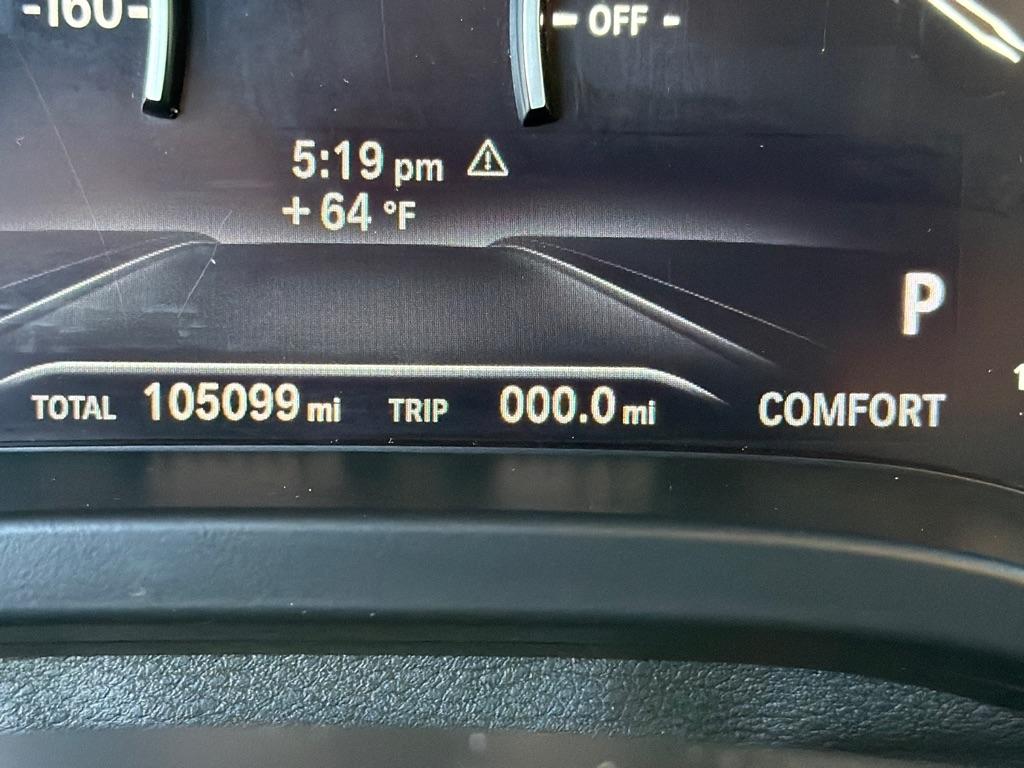 -160-
- OFF -
5:19 pm
+ 64 °F
P
TOTAL 105099 mi TRIP 000.0 mi COMFORT